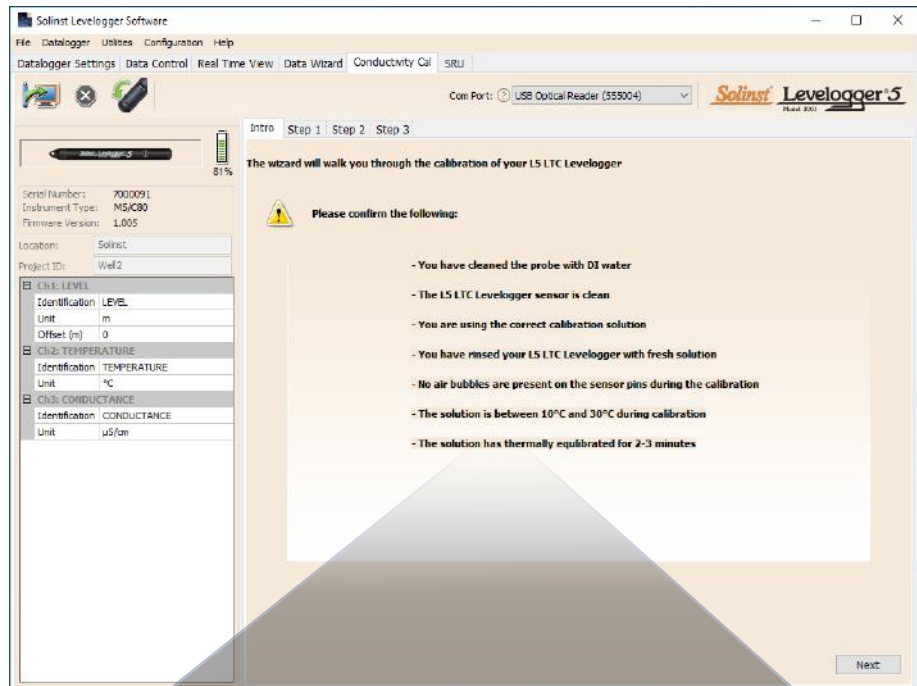 Solinst Levelogger Software
File Datalogger Utilities Configuration Help
Datalogger Settings Data Control Real Time View Data Wizard Conductivity Cal SRU
Com Port: ? USB Optical Reader (555004)
Solinst Levelogger 5
Model 3001
Intro Step 1 Step 2 Step 3
81%
The wizard will walk you through the calibration of your L5 LTC Levelogger
Serial Number: 7000091
Instrument Type: M5/C80
Firmware Version: 1.005
Location: Solinst
Project ID: Well2
Please confirm the following:
- You have cleaned the probe with DI water
- The L5 LTC Levelogger sensor is clean
- You are using the correct calibration solution
- You have rinsed your L5 LTC Levelogger with fresh solution
- No air bubbles are present on the sensor pins during the calibration
- The solution is between 10°C and 30°C during calibration
- The solution has thermally equlibrated for 2-3 minutes
Ch1: LEVEL
Identification LEVEL
Unit m
Offset (m) 0
Ch2: TEMPERATURE
Identification TEMPERATURE
Unit °C
Ch3: CONDUCTANCE
Identification CONDUCTANCE
Unit µS/cm
Next